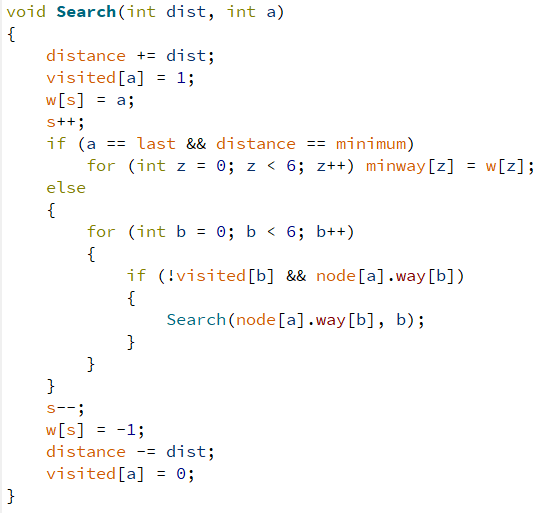 void Search(int dist, int a)
{
    distance += dist;
    visited[a] = 1;
    w[s] = a;
    s++;
    if (a == last && distance == minimum)
        for (int z = 0; z < 6; z++) minway[z] = w[z];
    else
    {
        for (int b = 0; b < 6; b++)
        {
            if (!visited[b] && node[a].way[b])
            {
                Search(node[a].way[b], b);
            }
        }
    }
    s--;
    w[s] = -1;
    distance -= dist;
    visited[a] = 0;
}